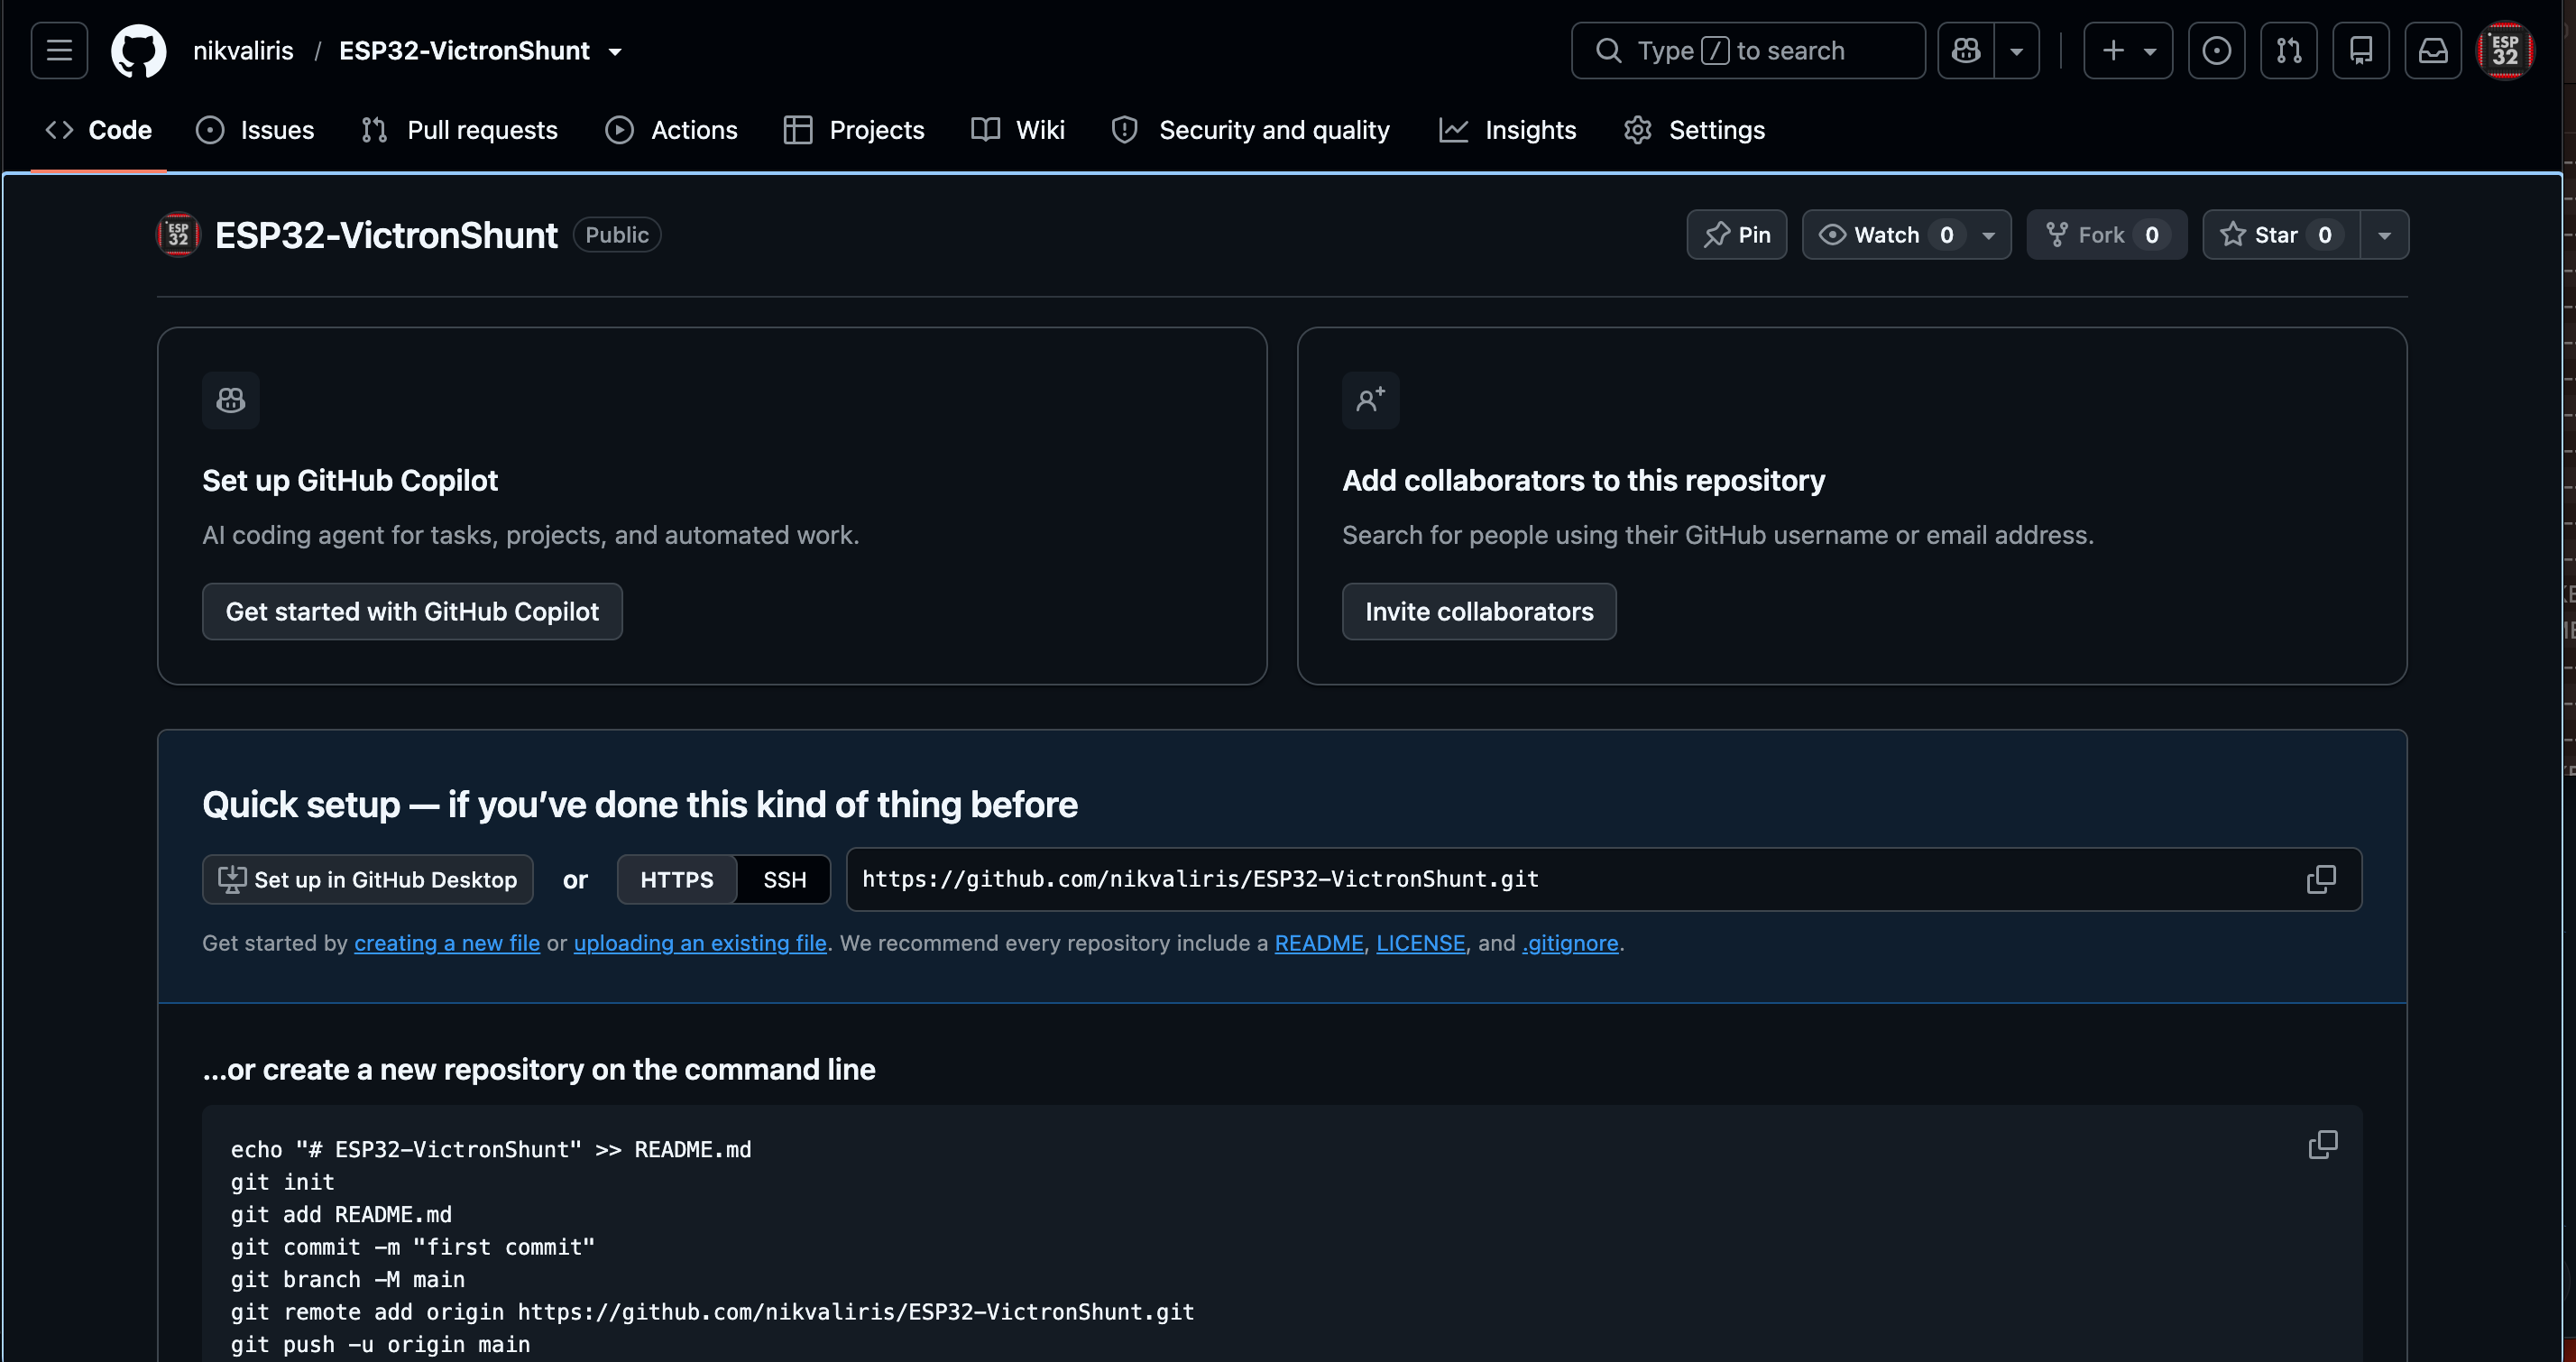 nikvaliris / ESP32-VictronShunt
Type / to search
ESP 32
Code Issues Pull requests Actions Projects Wiki Security and quality Insights Settings
ESP 32 ESP32-VictronShunt Public
Pin Watch 0 Fork 0 Star 0
Set up GitHub Copilot
AI coding agent for tasks, projects, and automated work.
Get started with GitHub Copilot
Add collaborators to this repository
Search for people using their GitHub username or email address.
Invite collaborators
Quick setup — if you’ve done this kind of thing before
Set up in GitHub Desktop or HTTPS SSH https://github.com/nikvaliris/ESP32-VictronShunt.git
Get started by creating a new file or uploading an existing file. We recommend every repository include a README, LICENSE, and .gitignore.
...or create a new repository on the command line
echo "# ESP32-VictronShunt" >> README.md
git init
git add README.md
git commit -m "first commit"
git branch -M main
git remote add origin https://github.com/nikvaliris/ESP32-VictronShunt.git
git push -u origin main